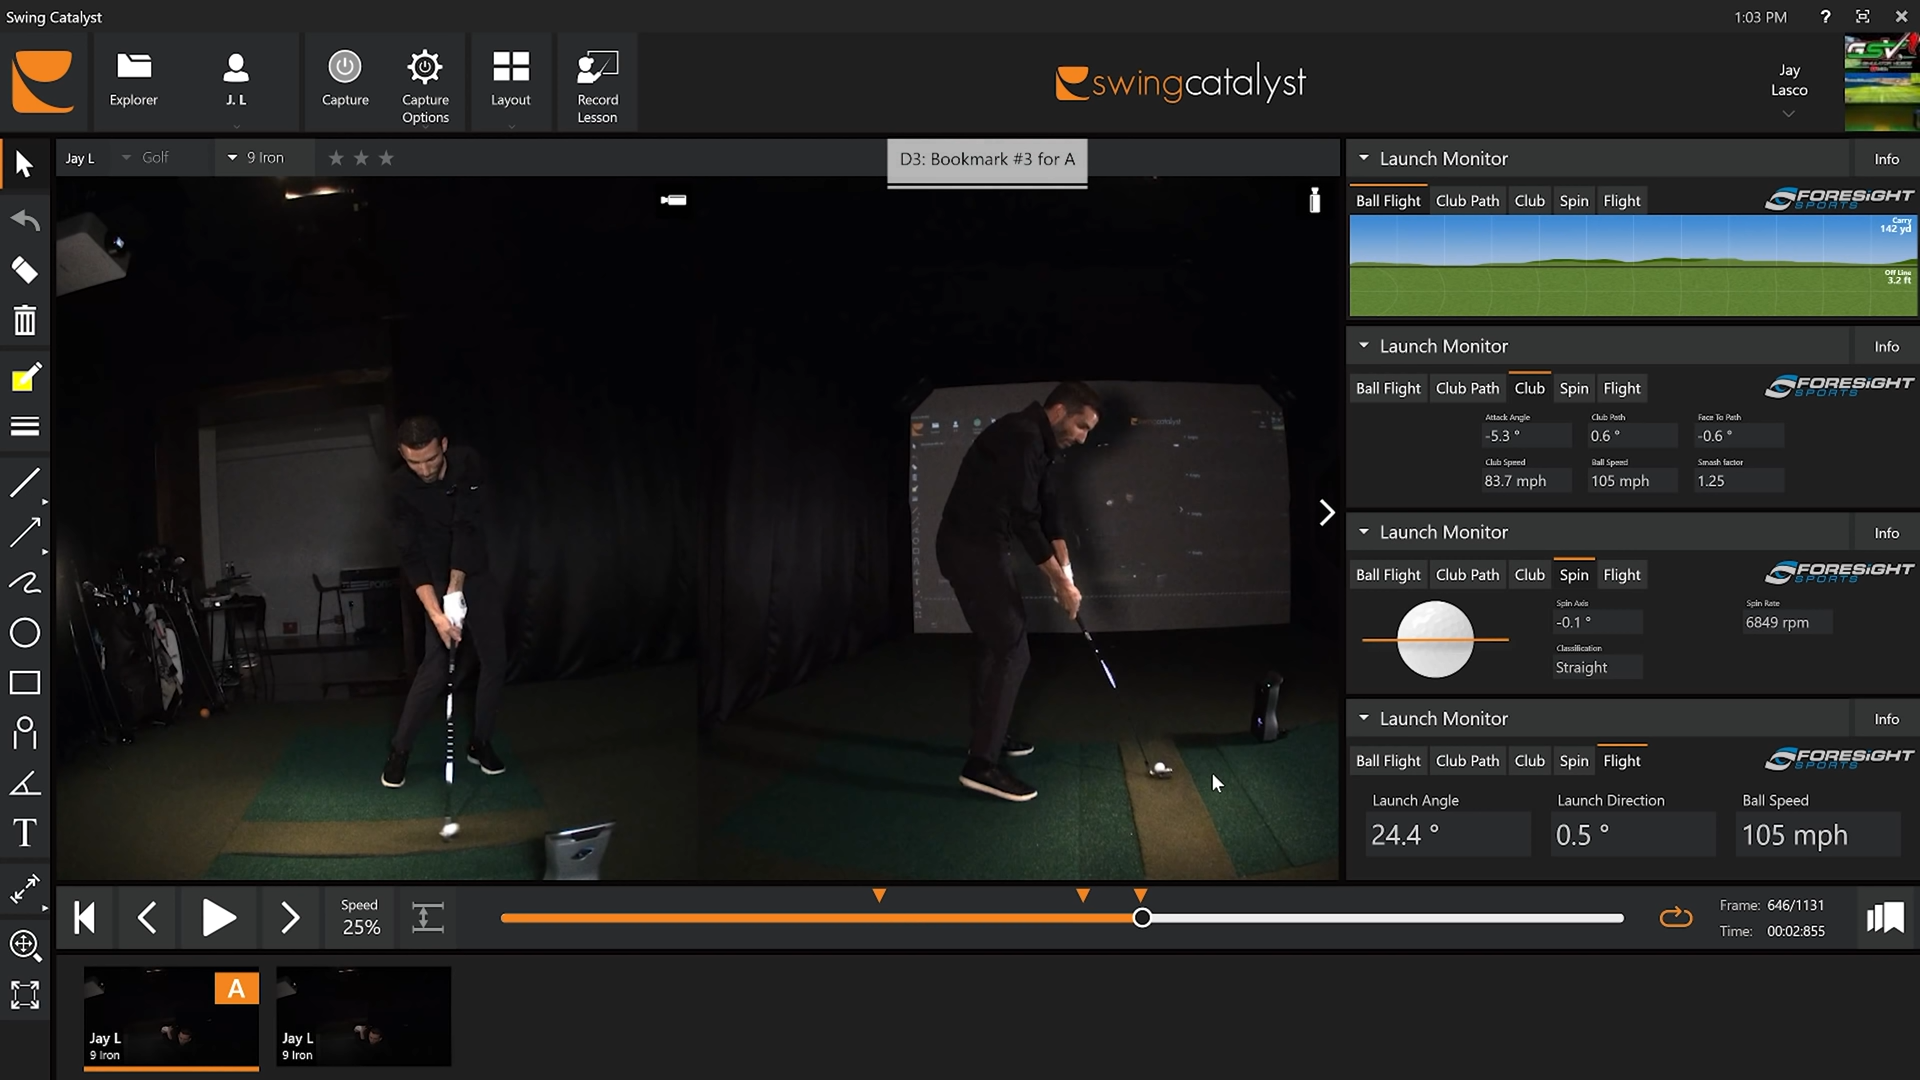 Swing Catalyst
1:03 PM
?
Explorer
J. L
Capture
Capture
Options
Layout
Record
Lesson
swingcatalyst
Jay
Lasco
GSV
Jay L
Golf
9 Iron
D3: Bookmark #3 for A
Launch Monitor
Info
Ball Flight
Club Path
Club
Spin
Flight
FORESIGHT
SPORTS
Carry
142 yd
Off Line
3.2 ft
Launch Monitor
Info
Ball Flight
Club Path
Club
Spin
Flight
FORESIGHT
SPORTS
Attack Angle
Club Path
Face To Path
-5.3 °
0.6 °
-0.6 °
Club Speed
Ball Speed
Smash factor
83.7 mph
105 mph
1.25
Launch Monitor
Info
Ball Flight
Club Path
Club
Spin
Flight
FORESIGHT
SPORTS
Spin Axis
Spin Rate
-0.1 °
6849 rpm
Classification
Straight
Launch Monitor
Info
Ball Flight
Club Path
Club
Spin
Flight
FORESIGHT
SPORTS
Launch Angle
Launch Direction
Ball Speed
24.4 °
0.5 °
105 mph
T
swingcatalyst
Speed
25%
Frame: 646/1131
Time: 00:02:855
A
Jay L
9 Iron
Jay L
9 Iron